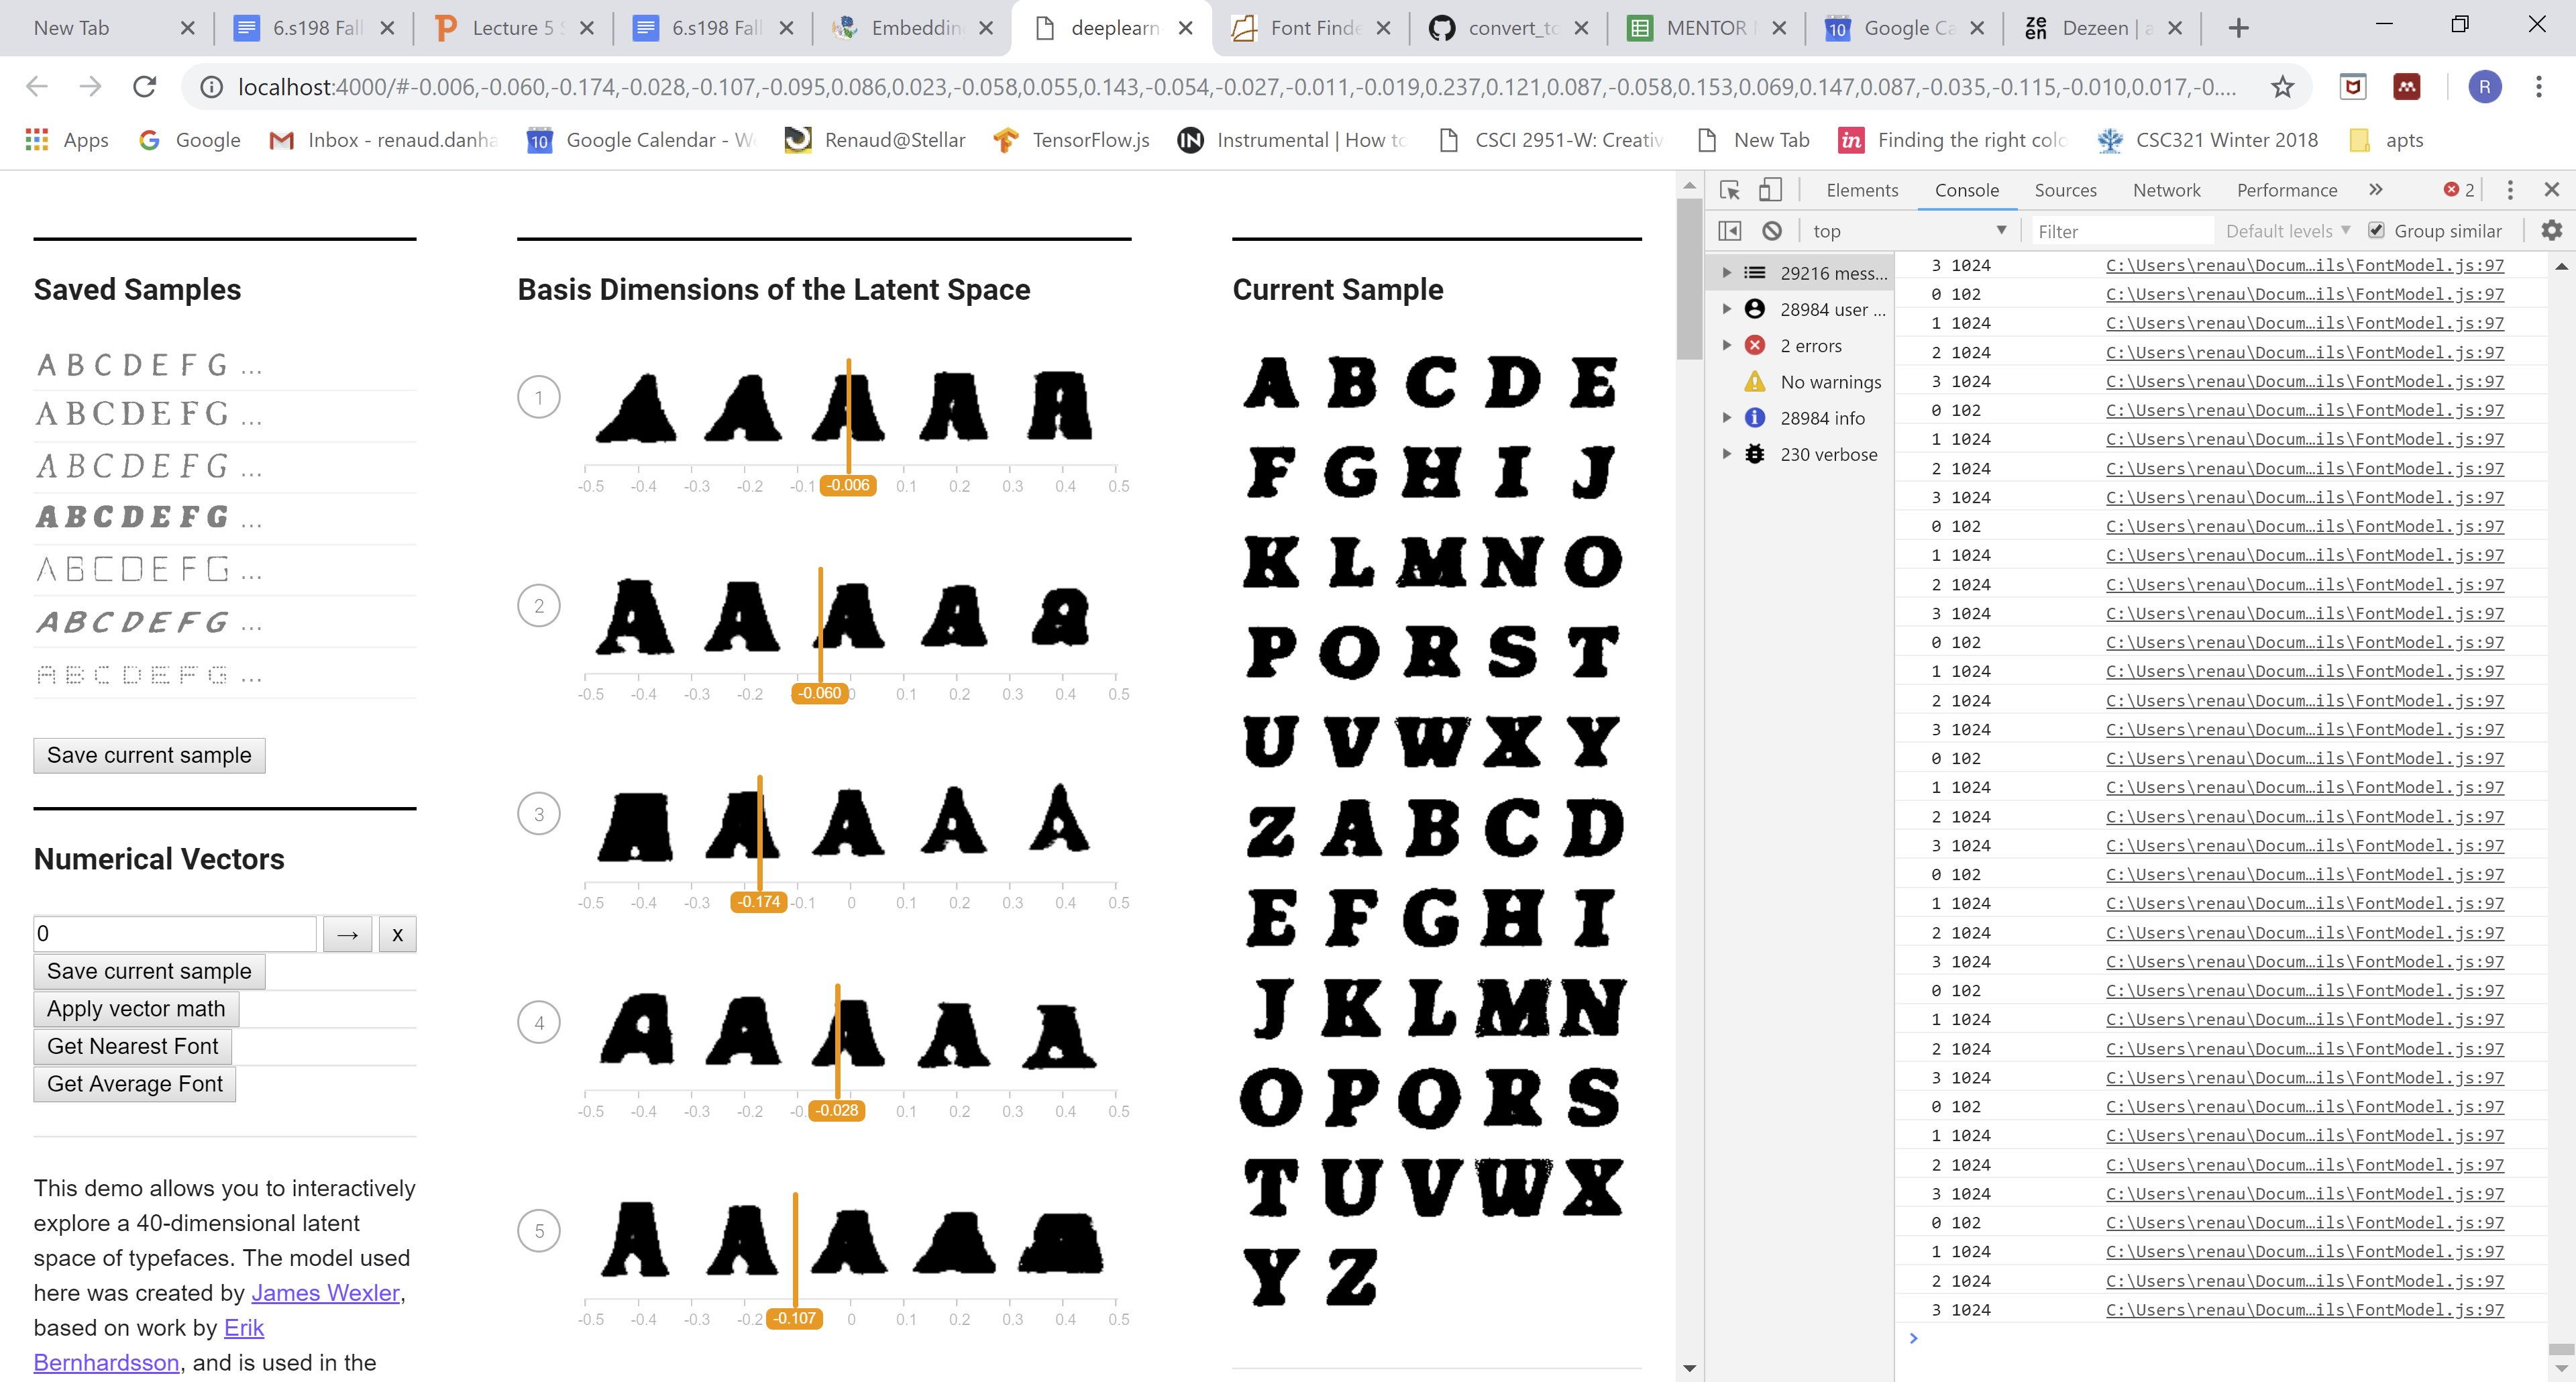 New Tab
6.s198 Fall
Lecture 5 S
6.s198 Fall
Embeddin
deeplearn
Font Finde
convert_to
MENTOR
Google Ca
Dezeen | a
localhost:4000/#-0.006,-0.060,-0.174,-0.028,-0.107,-0.095,0.086,0.023,-0.058,0.055,0.143,-0.054,-0.027,-0.011,-0.019,0.237,0.121,0.087,-0.058,0.153,0.069,0.147,0.087,-0.035,-0.115,-0.010,0.017,-0....
R
Apps
Google
Inbox - renaud.danha
Google Calendar - We
Renaud@Stellar
TensorFlow.js
Instrumental | How to
CSCI 2951-W: Creativ
New Tab
Finding the right colo
CSC321 Winter 2018
apts
Saved Samples
A B C D E F G ...
A B C D E F G ...
A B C D E F G ...
A B C D E F G ...
A B C D E F G ...
A B C D E F G ...
A B C D E F G ...
Save current sample
Numerical Vectors
0 → x
Save current sample
Apply vector math
Get Nearest Font
Get Average Font
This demo allows you to interactively
explore a 40-dimensional latent
space of typefaces. The model used
here was created by James Wexler,
based on work by Erik
Bernhardsson, and is used in the
Basis Dimensions of the Latent Space
1
A A A A A
-0.5 -0.4 -0.3 -0.2 -0.1 -0.006 0.1 0.2 0.3 0.4 0.5
2
A A A a a
-0.5 -0.4 -0.3 -0.2 -0.060 0 0.1 0.2 0.3 0.4 0.5
3
A A A A A
-0.5 -0.4 -0.3 -0.174 -0.1 0 0.1 0.2 0.3 0.4 0.5
4
A A A A A
-0.5 -0.4 -0.3 -0.2 -0. -0.028 0.1 0.2 0.3 0.4 0.5
5
A A A A A
-0.5 -0.4 -0.3 -0.2 -0.107 0 0.1 0.2 0.3 0.4 0.5
Current Sample
A B C D E
F G H I J
K L M N O
P O R S T
U V W X Y
Z A B C D
E F G H I
J K L M N
O P O R S
T U V W X
Y Z
Elements
Console
Sources
Network
Performance
»
2
top
Filter
Default levels
Group similar
29216 mess...
28984 user ...
2 errors
No warnings
28984 info
230 verbose
3 1024 C:\Users\renau\Docum…ils\FontModel.js:97
0 102 C:\Users\renau\Docum…ils\FontModel.js:97
1 1024 C:\Users\renau\Docum…ils\FontModel.js:97
2 1024 C:\Users\renau\Docum…ils\FontModel.js:97
3 1024 C:\Users\renau\Docum…ils\FontModel.js:97
0 102 C:\Users\renau\Docum…ils\FontModel.js:97
1 1024 C:\Users\renau\Docum…ils\FontModel.js:97
2 1024 C:\Users\renau\Docum…ils\FontModel.js:97
3 1024 C:\Users\renau\Docum…ils\FontModel.js:97
0 102 C:\Users\renau\Docum…ils\FontModel.js:97
1 1024 C:\Users\renau\Docum…ils\FontModel.js:97
2 1024 C:\Users\renau\Docum…ils\FontModel.js:97
3 1024 C:\Users\renau\Docum…ils\FontModel.js:97
0 102 C:\Users\renau\Docum…ils\FontModel.js:97
1 1024 C:\Users\renau\Docum…ils\FontModel.js:97
2 1024 C:\Users\renau\Docum…ils\FontModel.js:97
3 1024 C:\Users\renau\Docum…ils\FontModel.js:97
0 102 C:\Users\renau\Docum…ils\FontModel.js:97
1 1024 C:\Users\renau\Docum…ils\FontModel.js:97
2 1024 C:\Users\renau\Docum…ils\FontModel.js:97
3 1024 C:\Users\renau\Docum…ils\FontModel.js:97
0 102 C:\Users\renau\Docum…ils\FontModel.js:97
1 1024 C:\Users\renau\Docum…ils\FontModel.js:97
2 1024 C:\Users\renau\Docum…ils\FontModel.js:97
3 1024 C:\Users\renau\Docum…ils\FontModel.js:97
0 102 C:\Users\renau\Docum…ils\FontModel.js:97
1 1024 C:\Users\renau\Docum…ils\FontModel.js:97
2 1024 C:\Users\renau\Docum…ils\FontModel.js:97
3 1024 C:\Users\renau\Docum…ils\FontModel.js:97
0 102 C:\Users\renau\Docum…ils\FontModel.js:97
1 1024 C:\Users\renau\Docum…ils\FontModel.js:97
2 1024 C:\Users\renau\Docum…ils\FontModel.js:97
3 1024 C:\Users\renau\Docum…ils\FontModel.js:97
0 102 C:\Users\renau\Docum…ils\FontModel.js:97
1 1024 C:\Users\renau\Docum…ils\FontModel.js:97
2 1024 C:\Users\renau\Docum…ils\FontModel.js:97
3 1024 C:\Users\renau\Docum…ils\FontModel.js:97